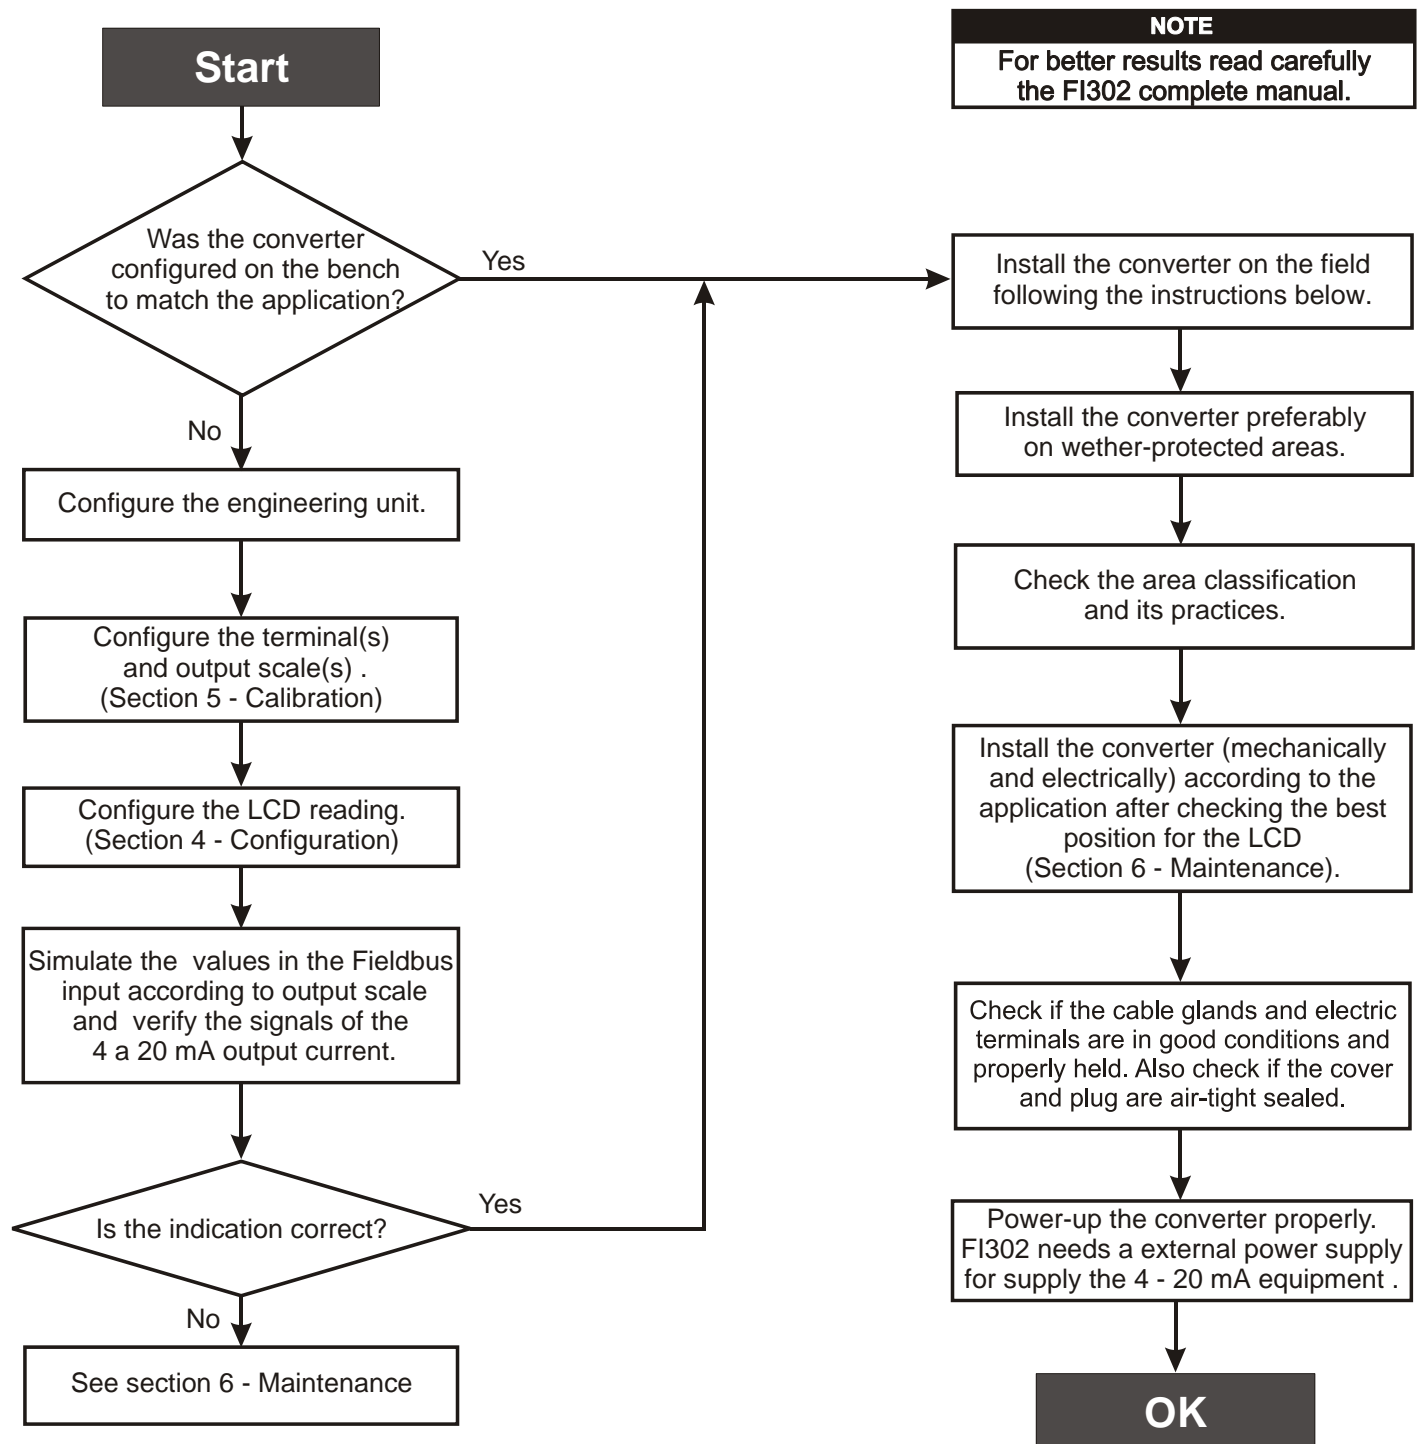 Start
NOTE
For better results read carefully
the FI302 complete manual.
Was the converter
configured on the bench
to match the application?
Yes
No
Configure the engineering unit.
Configure the terminal(s)
and output scale(s) .
(Section 5 - Calibration)
Configure the LCD reading.
(Section 4 - Configuration)
Simulate the values in the Fieldbus
input according to output scale
and verify the signals of the
4 a 20 mA output current.
Is the indication correct?
Yes
No
See section 6 - Maintenance
Install the converter on the field
following the instructions below.
Install the converter preferably
on wether-protected areas.
Check the area classification
and its practices.
Install the converter (mechanically
and electrically) according to the
application after checking the best
position for the LCD
(Section 6 - Maintenance).
Check if the cable glands and electric
terminals are in good conditions and
properly held. Also check if the cover
and plug are air-tight sealed.
Power-up the converter properly.
FI302 needs a external power supply
for supply the 4 - 20 mA equipment .
OK